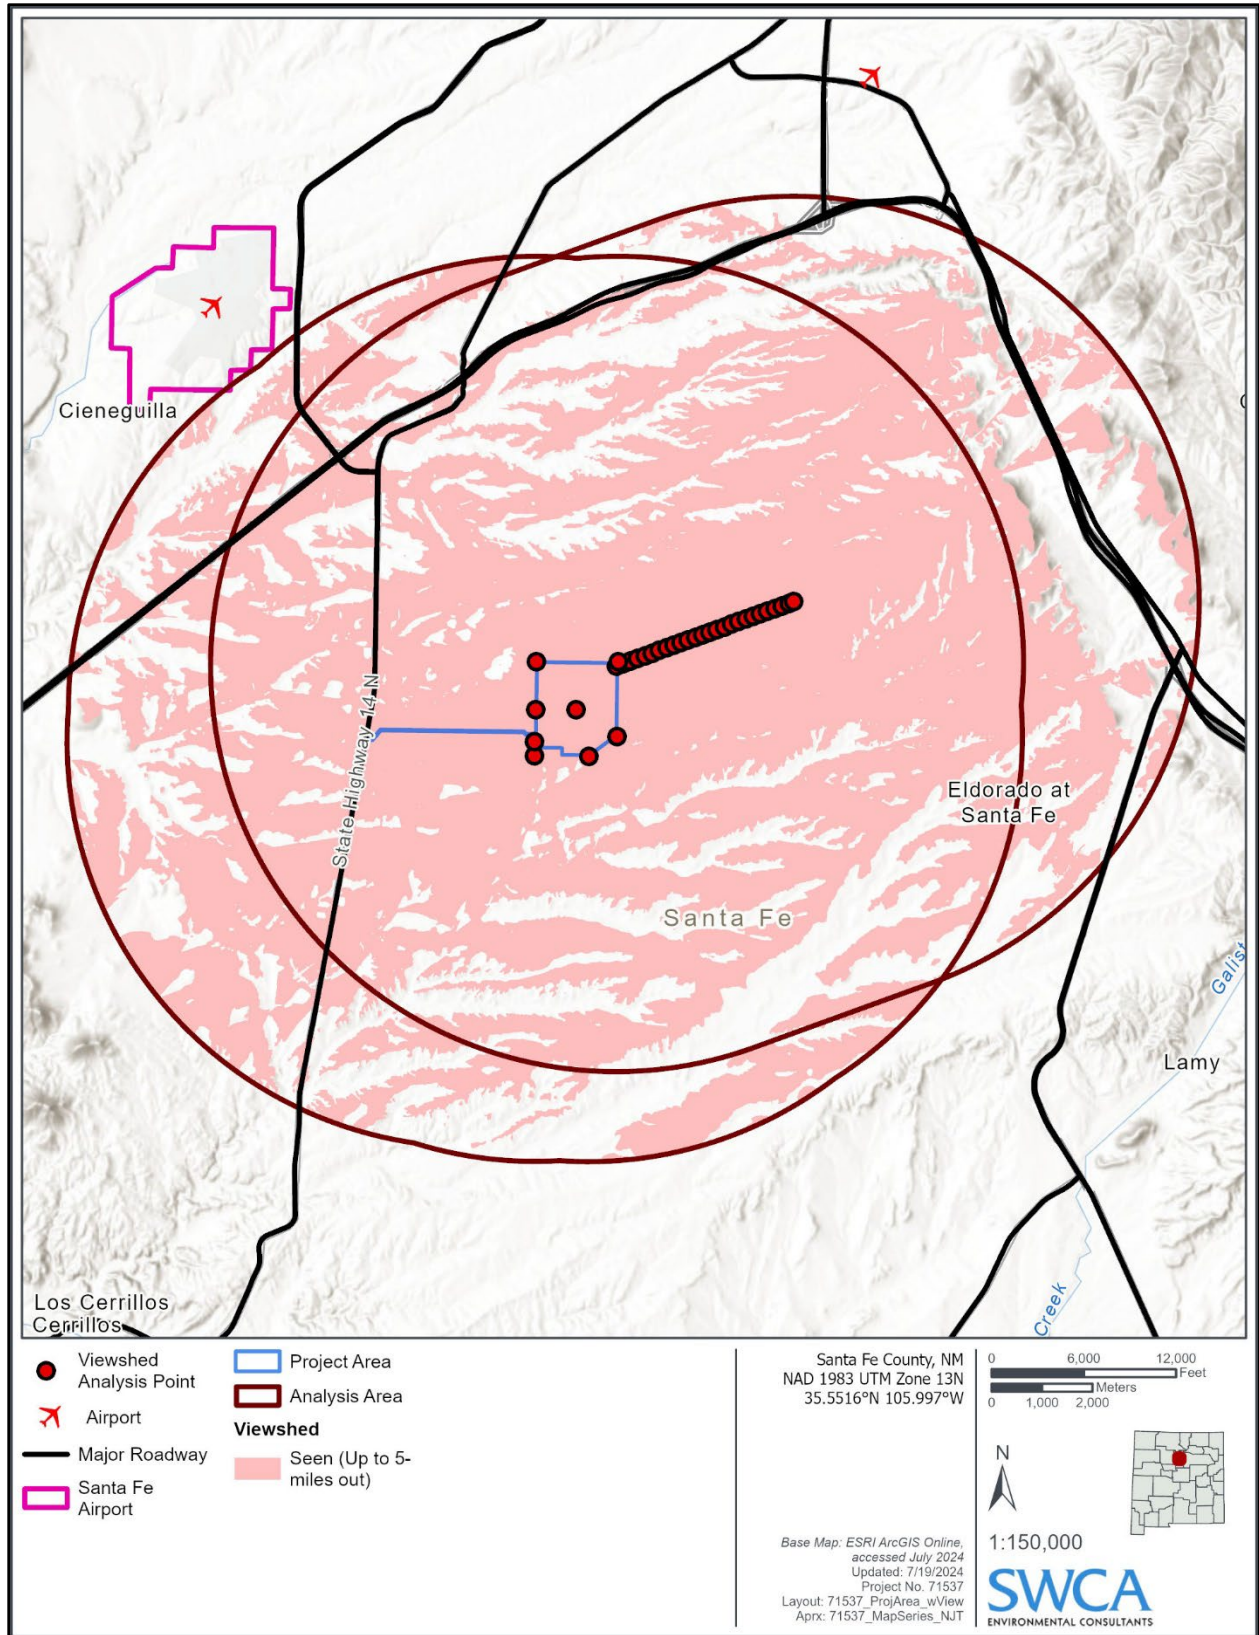 Cieneguilla
State Highway 14 N
Eldorado at
Santa Fe
Santa Fe
Galist
Lamy
Creek
Los Cerrillos
Cerrillos
Viewshed
Analysis Point
Airport
Major Roadway
Santa Fe
Airport
Project Area
Analysis Area
Viewshed
Seen (Up to 5-
miles out)
Santa Fe County, NM
NAD 1983 UTM Zone 13N
35.5516°N 105.997°W
Base Map: ESRI ArcGIS Online,
accessed July 2024
Updated: 7/19/2024
Project No. 71537
Layout: 71537_ProjArea_wView
Aprx: 71537_MapSeries_NJT
0 6,000 12,000
Feet
Meters
0 1,000 2,000
N
1:150,000
SWCA
ENVIRONMENTAL CONSULTANTS